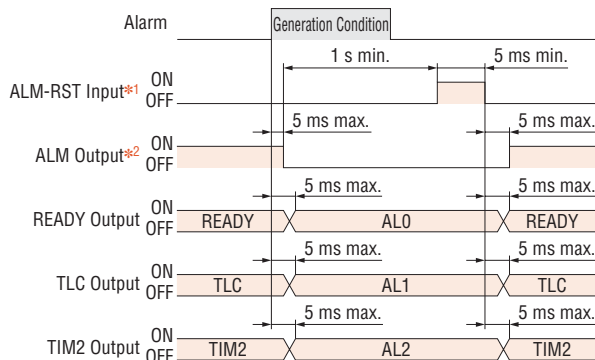 Alarm Generation Condition
1 s min. 5 ms min.
ALM-RST Input*1 ON OFF
5 ms max. 5 ms max.
ALM Output*2 ON OFF
5 ms max. 5 ms max.
READY Output ON OFF READY AL0 READY
5 ms max. 5 ms max.
TLC Output ON OFF TLC AL1 TLC
5 ms max. 5 ms max.
TIM2 Output ON OFF TIM2 AL2 TIM2